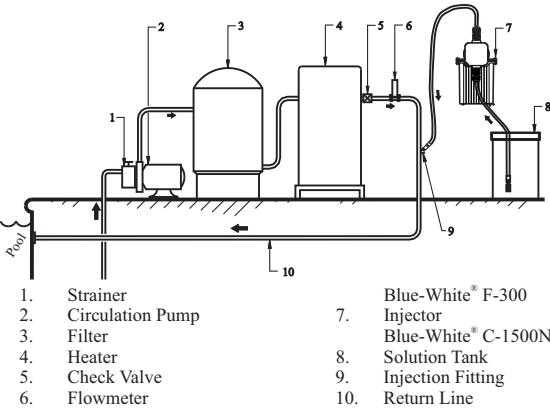 1
2
3
4
5
6
7
8
9
10
Pool
1. Strainer
2. Circulation Pump
3. Filter
4. Heater
5. Check Valve
6. Flowmeter
Blue-White® F-300
7. Injector
Blue-White® C-1500N
8. Solution Tank
9. Injection Fitting
10. Return Line